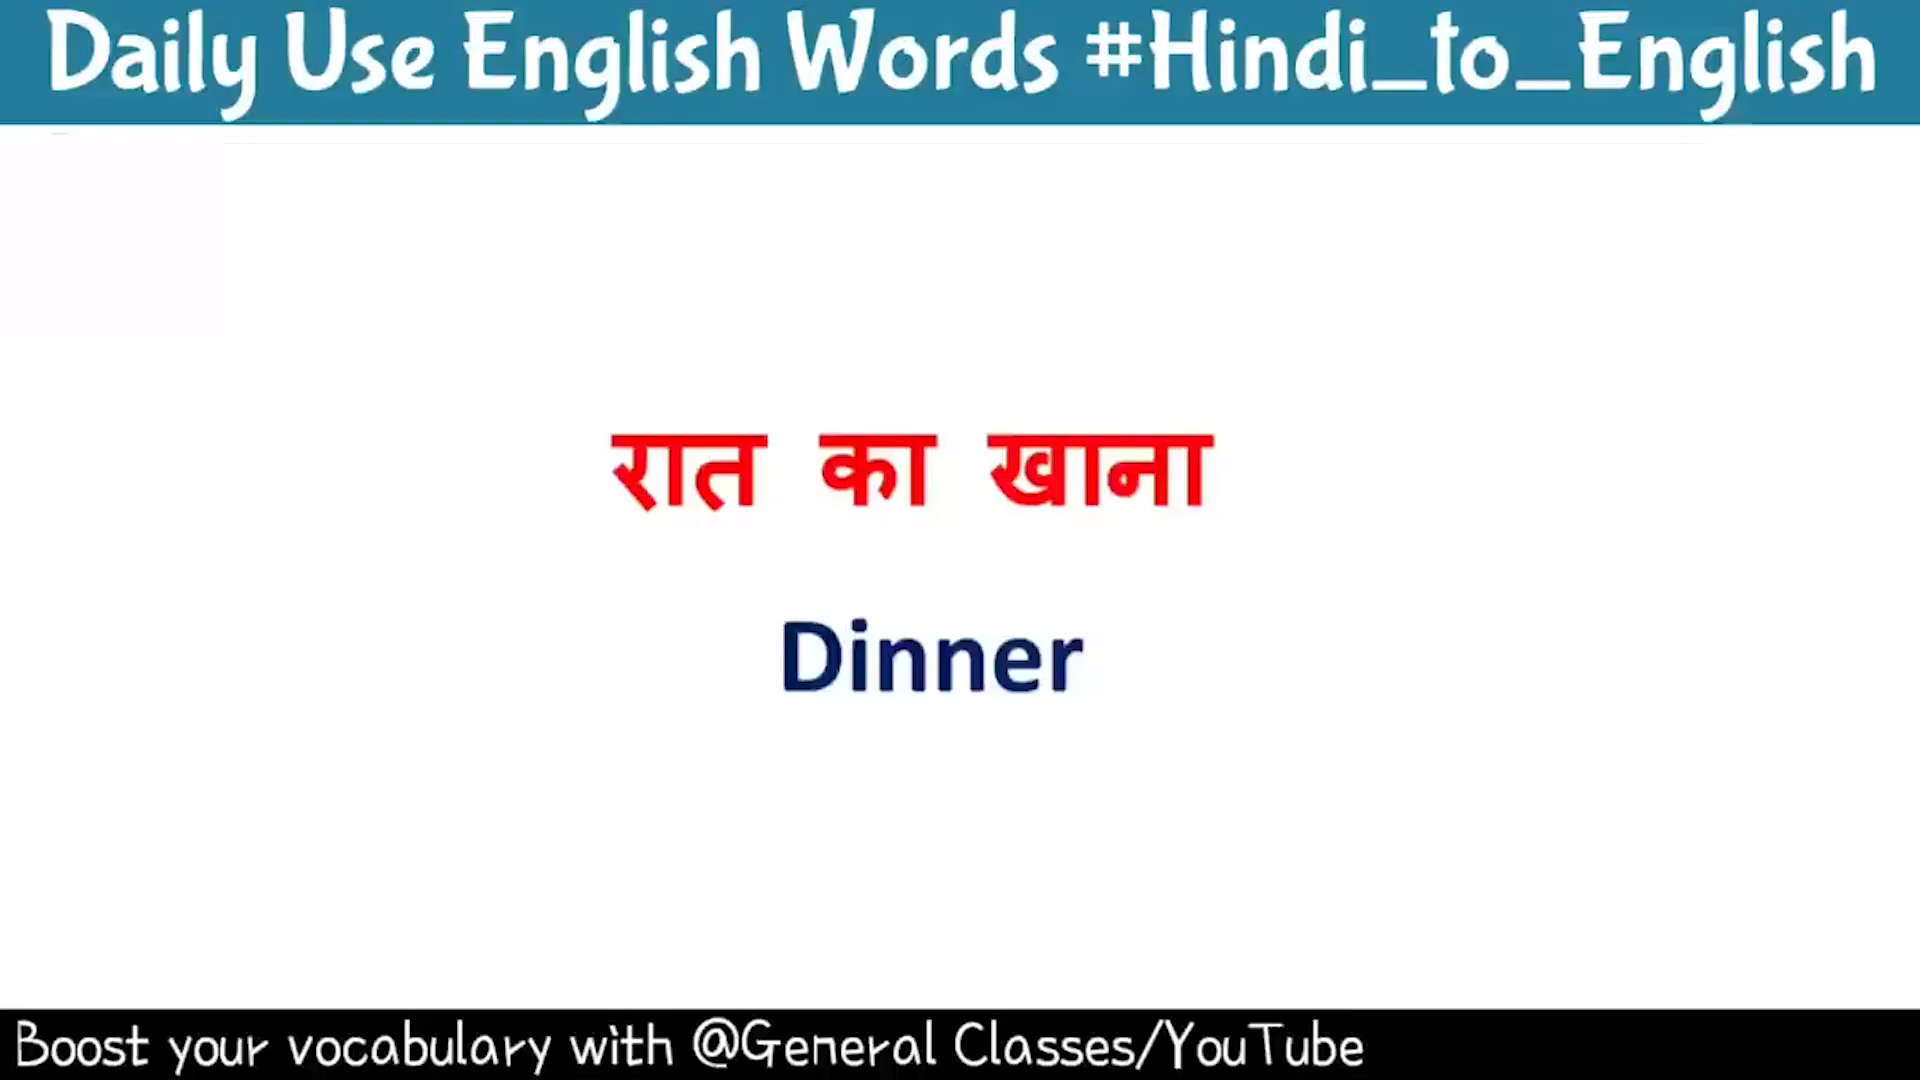 Daily Use English Words #Hindi_to_English
रात का खाना
Dinner
Boost your vocabulary with @General Classes/YouTube